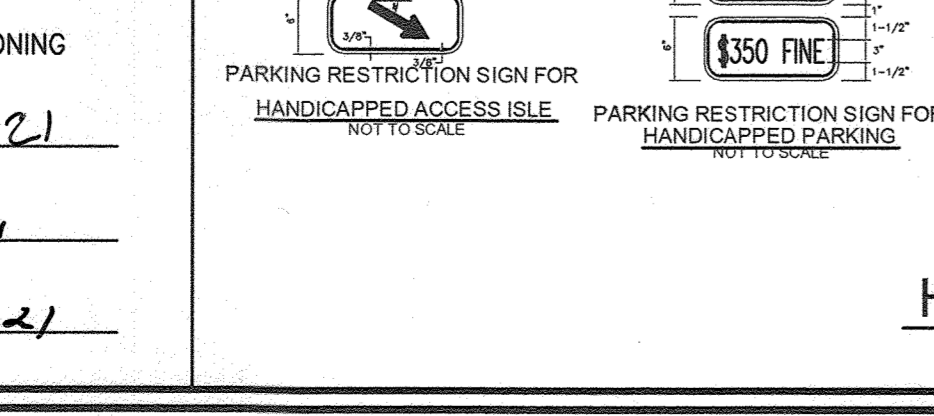 ONING
21
21
6"
3/8"
3/8"
PARKING RESTRICTION SIGN FOR
HANDICAPPED ACCESS ISLE
NOT TO SCALE
1"
1-1/2"
6"
$350 FINE
3"
1-1/2"
PARKING RESTRICTION SIGN FOR
HANDICAPPED PARKING
NOT TO SCALE
H